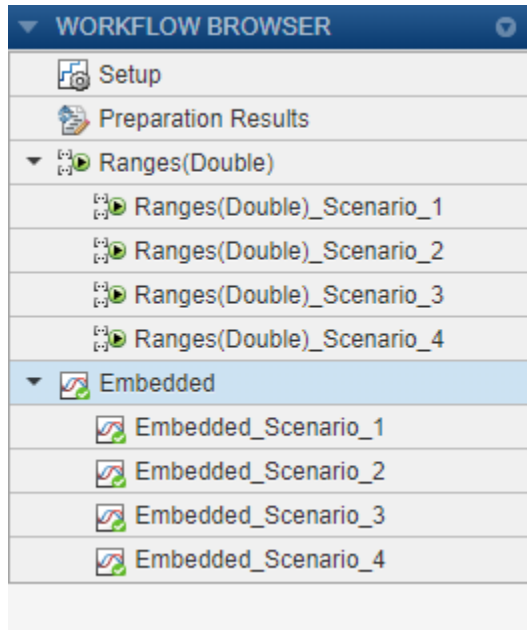 WORKFLOW BROWSER
Setup
Preparation Results
Ranges(Double)
Ranges(Double)_Scenario_1
Ranges(Double)_Scenario_2
Ranges(Double)_Scenario_3
Ranges(Double)_Scenario_4
Embedded
Embedded_Scenario_1
Embedded_Scenario_2
Embedded_Scenario_3
Embedded_Scenario_4